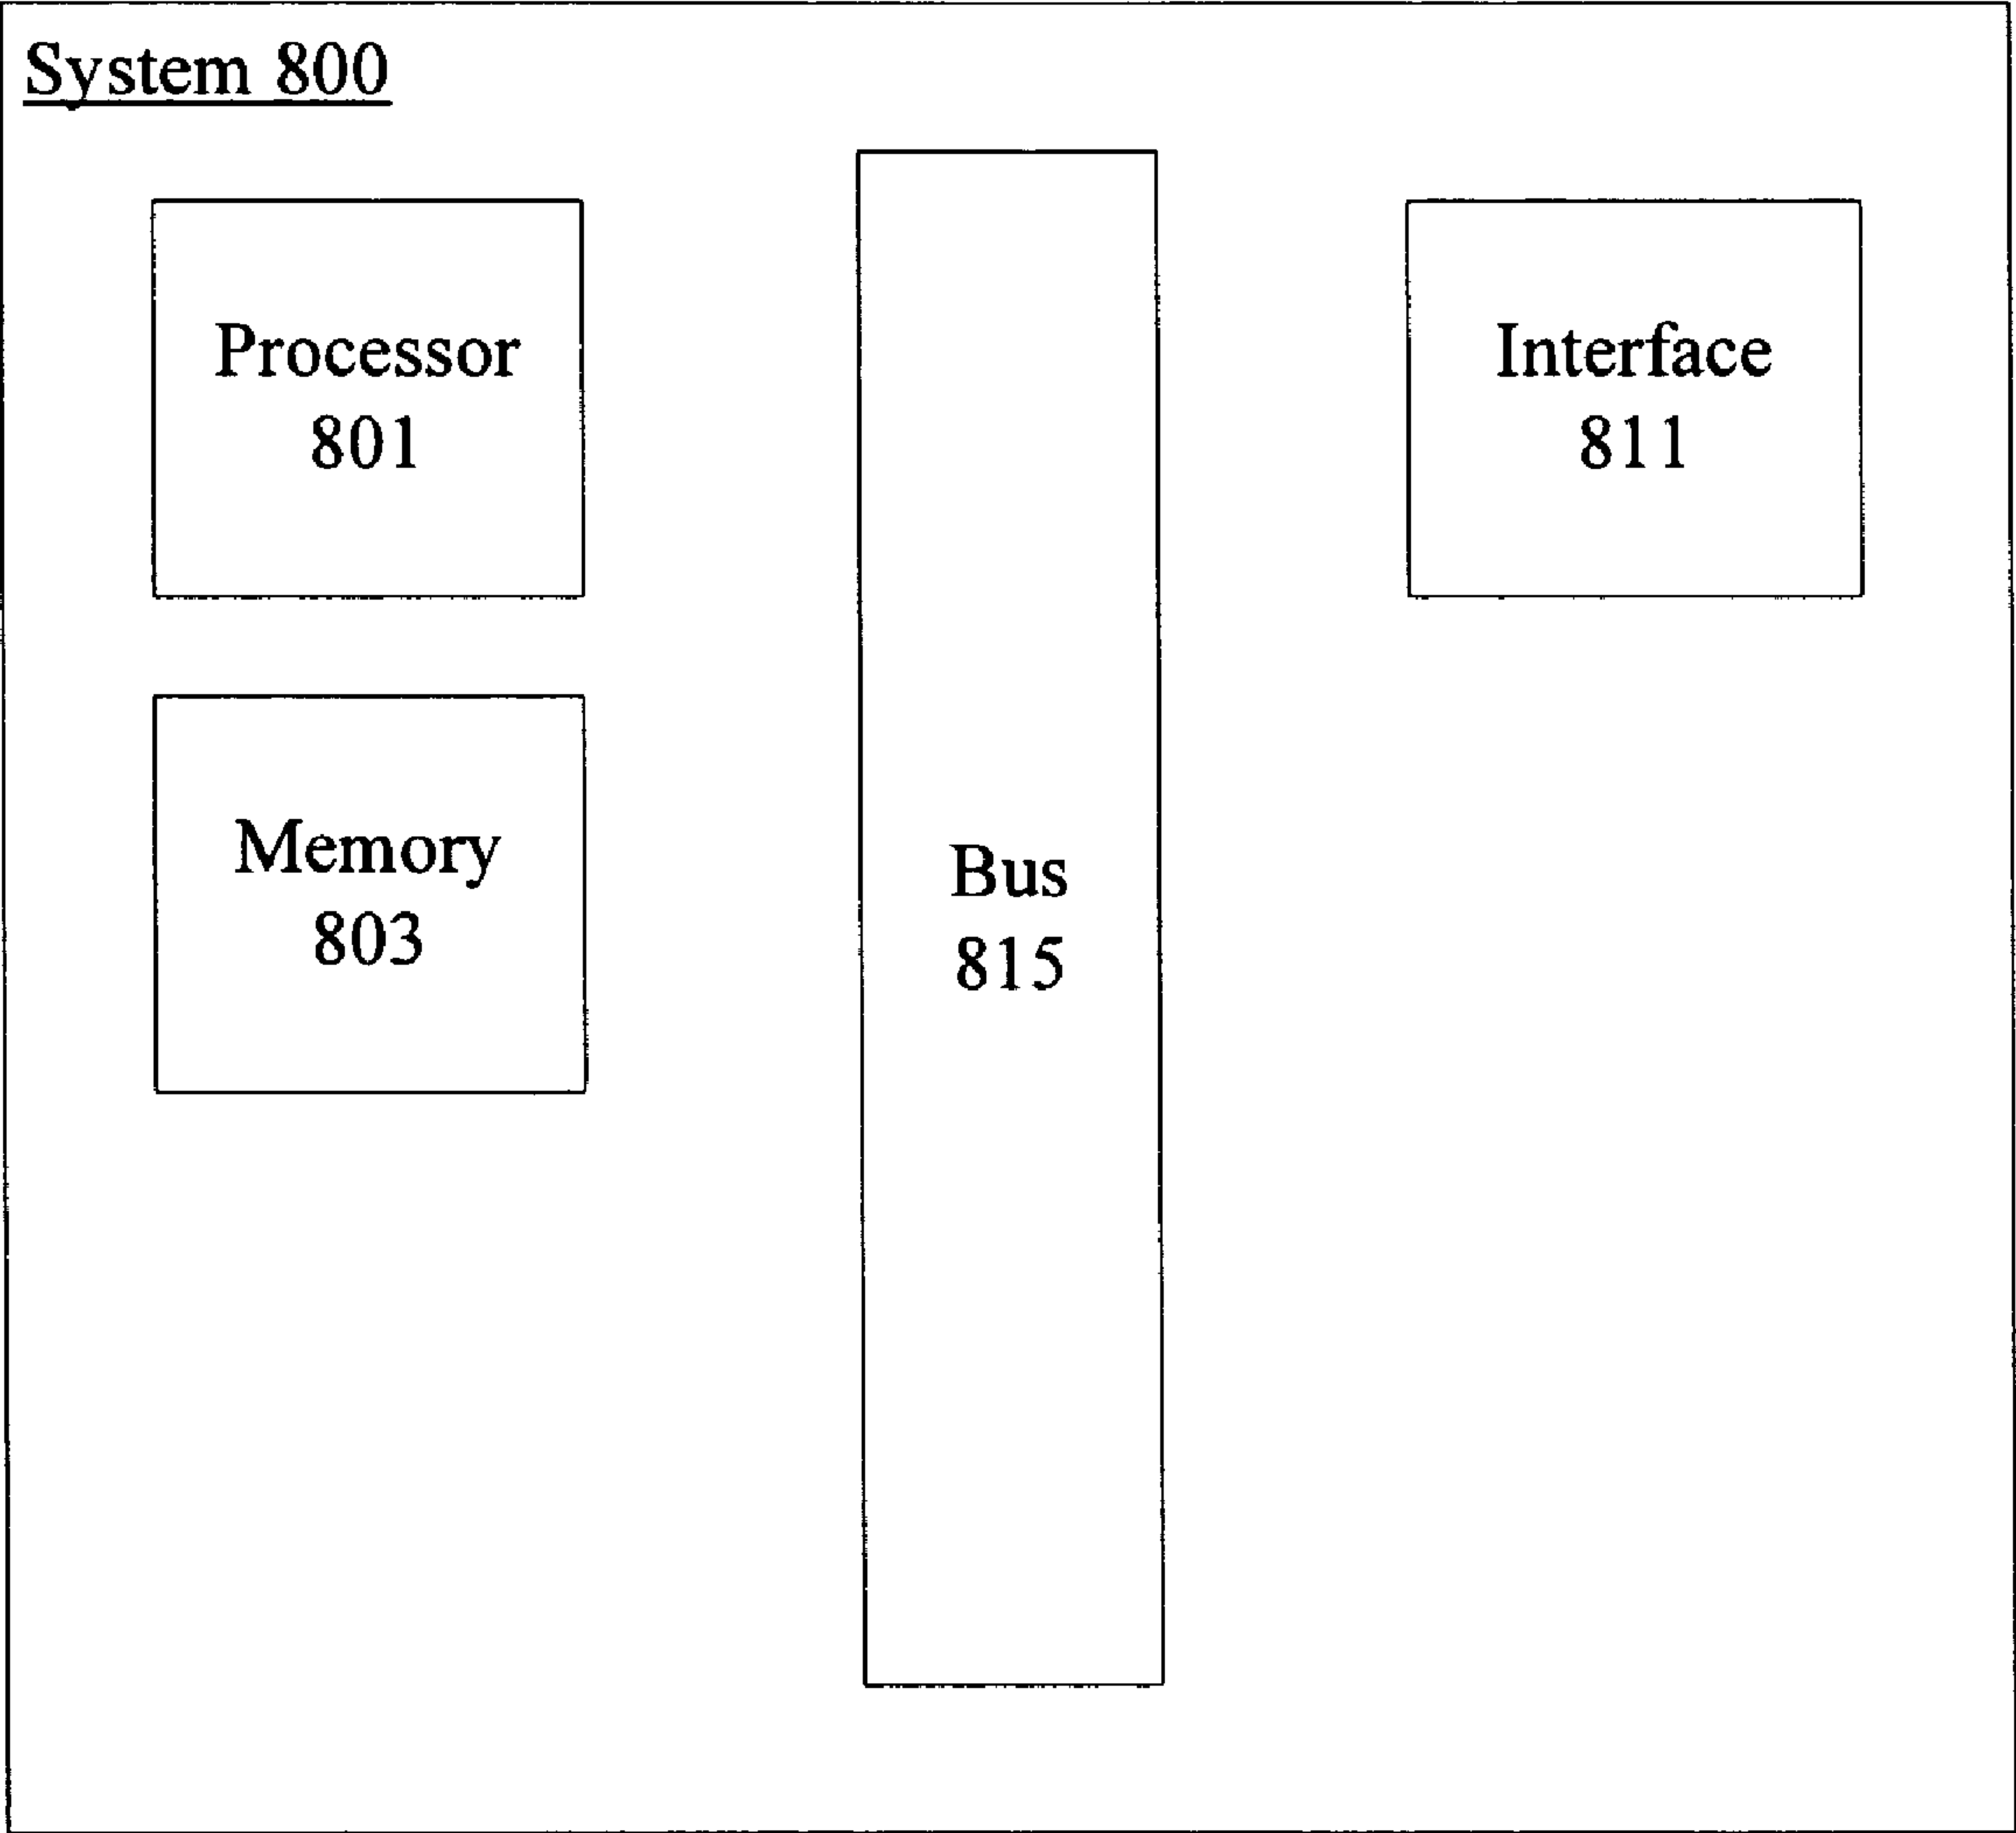 System 800
Processor
801
Interface
811
Memory
803
Bus
815